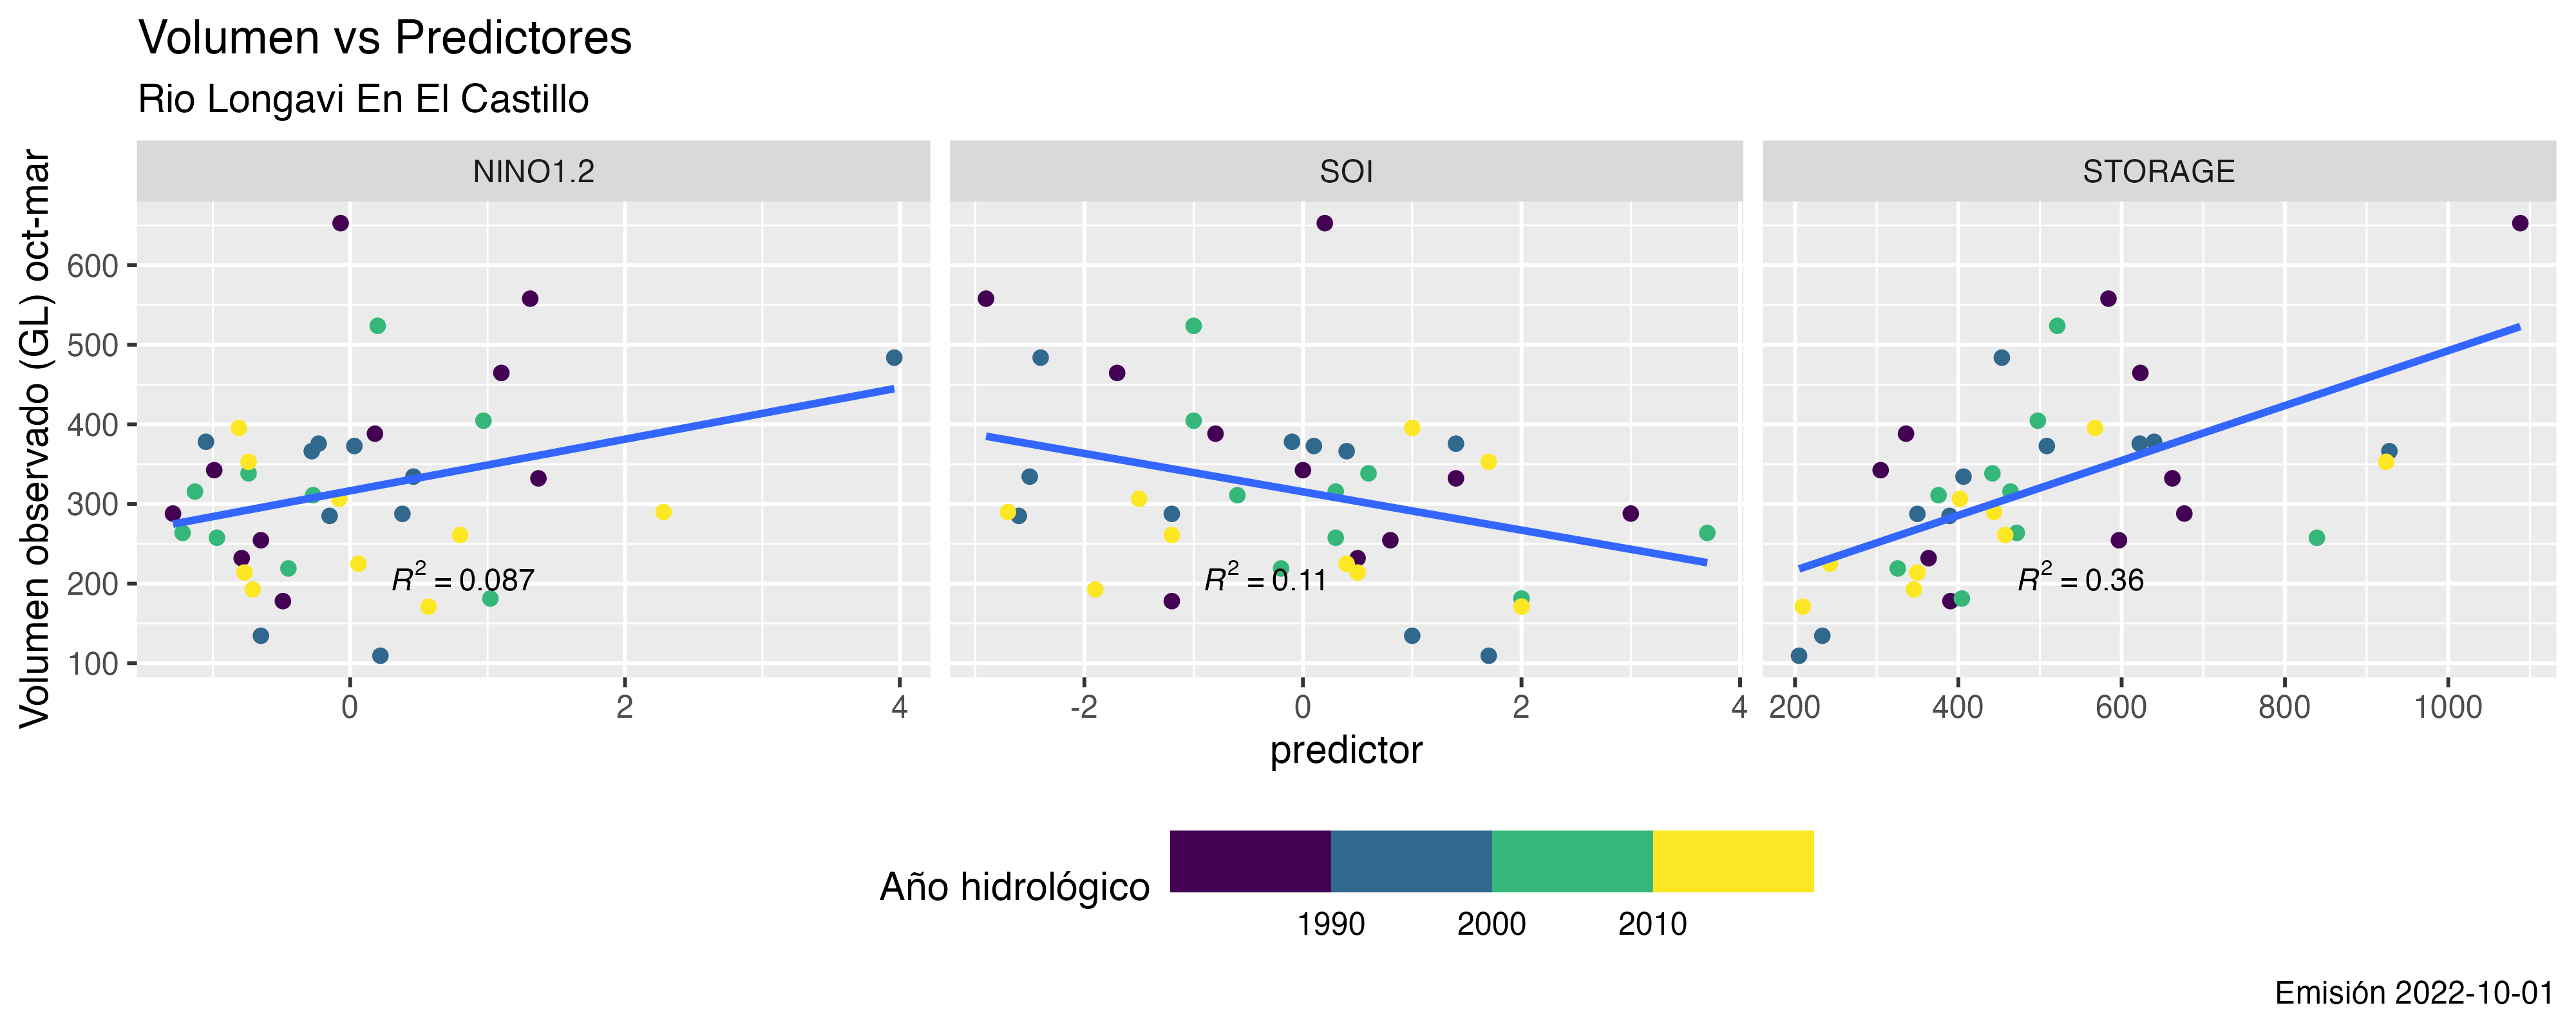 Volumen vs Predictores
Rio Longavi En El Castillo
NINO1.2 SOI STORAGE
Volumen observado (GL) oct-mar
600
500
400
300
200
100
R² = 0.087 R² = 0.11 R² = 0.36
0 2 4 -2 0 2 4 200 400 600 800 1000
predictor
Año hidrológico
1990 2000 2010
Emisión 2022-10-01